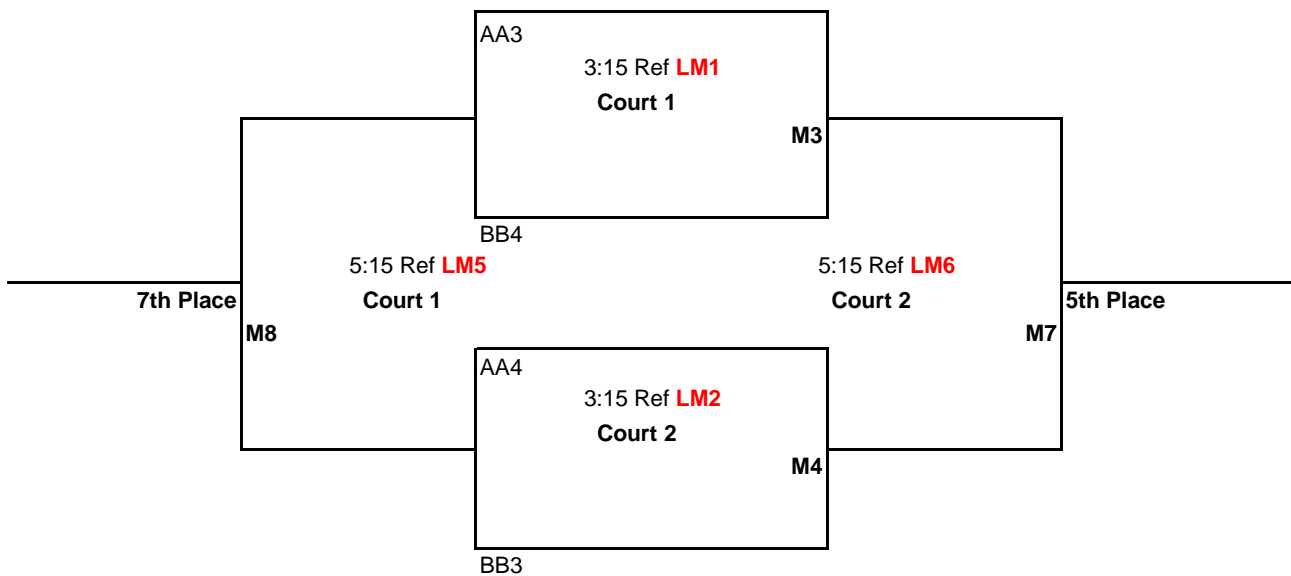 AA3
3:15 Ref LM1
Court 1
M3
BB4
5:15 Ref LM5
5:15 Ref LM6
Court 1
Court 2
7th Place
5th Place
M8
M7
AA4
3:15 Ref LM2
Court 2
M4
BB3